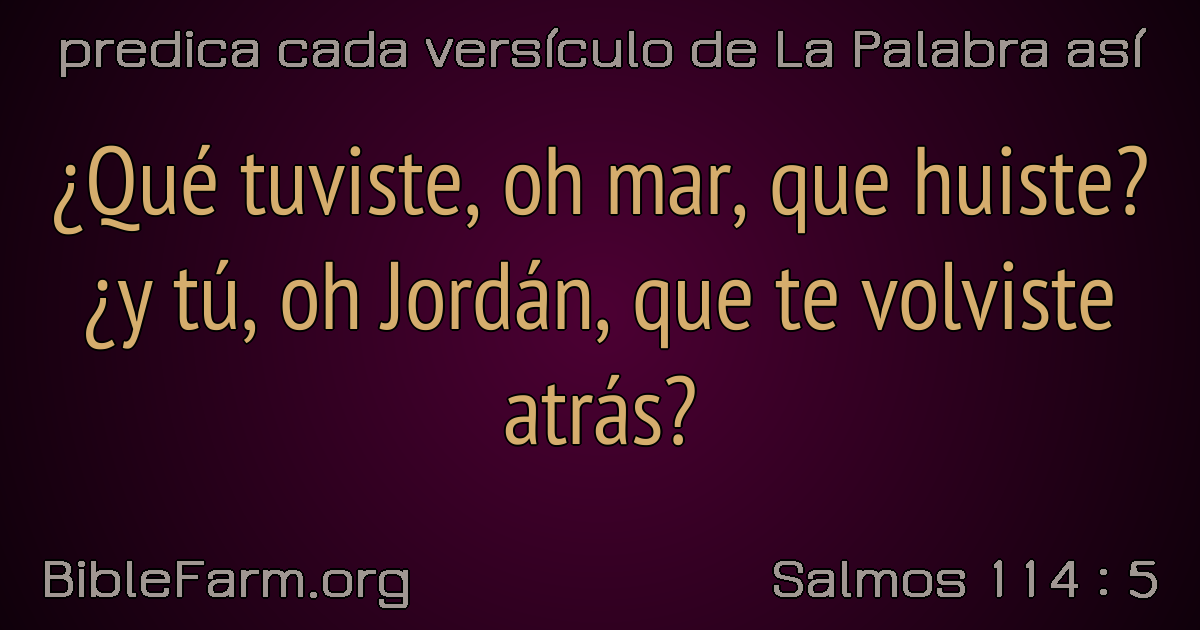 predica cada versículo de La Palabra así
¿Qué tuviste, oh mar, que huiste?
¿y tú, oh Jordán, que te volviste
atrás?
BibleFarm.org
Salmos 114 : 5